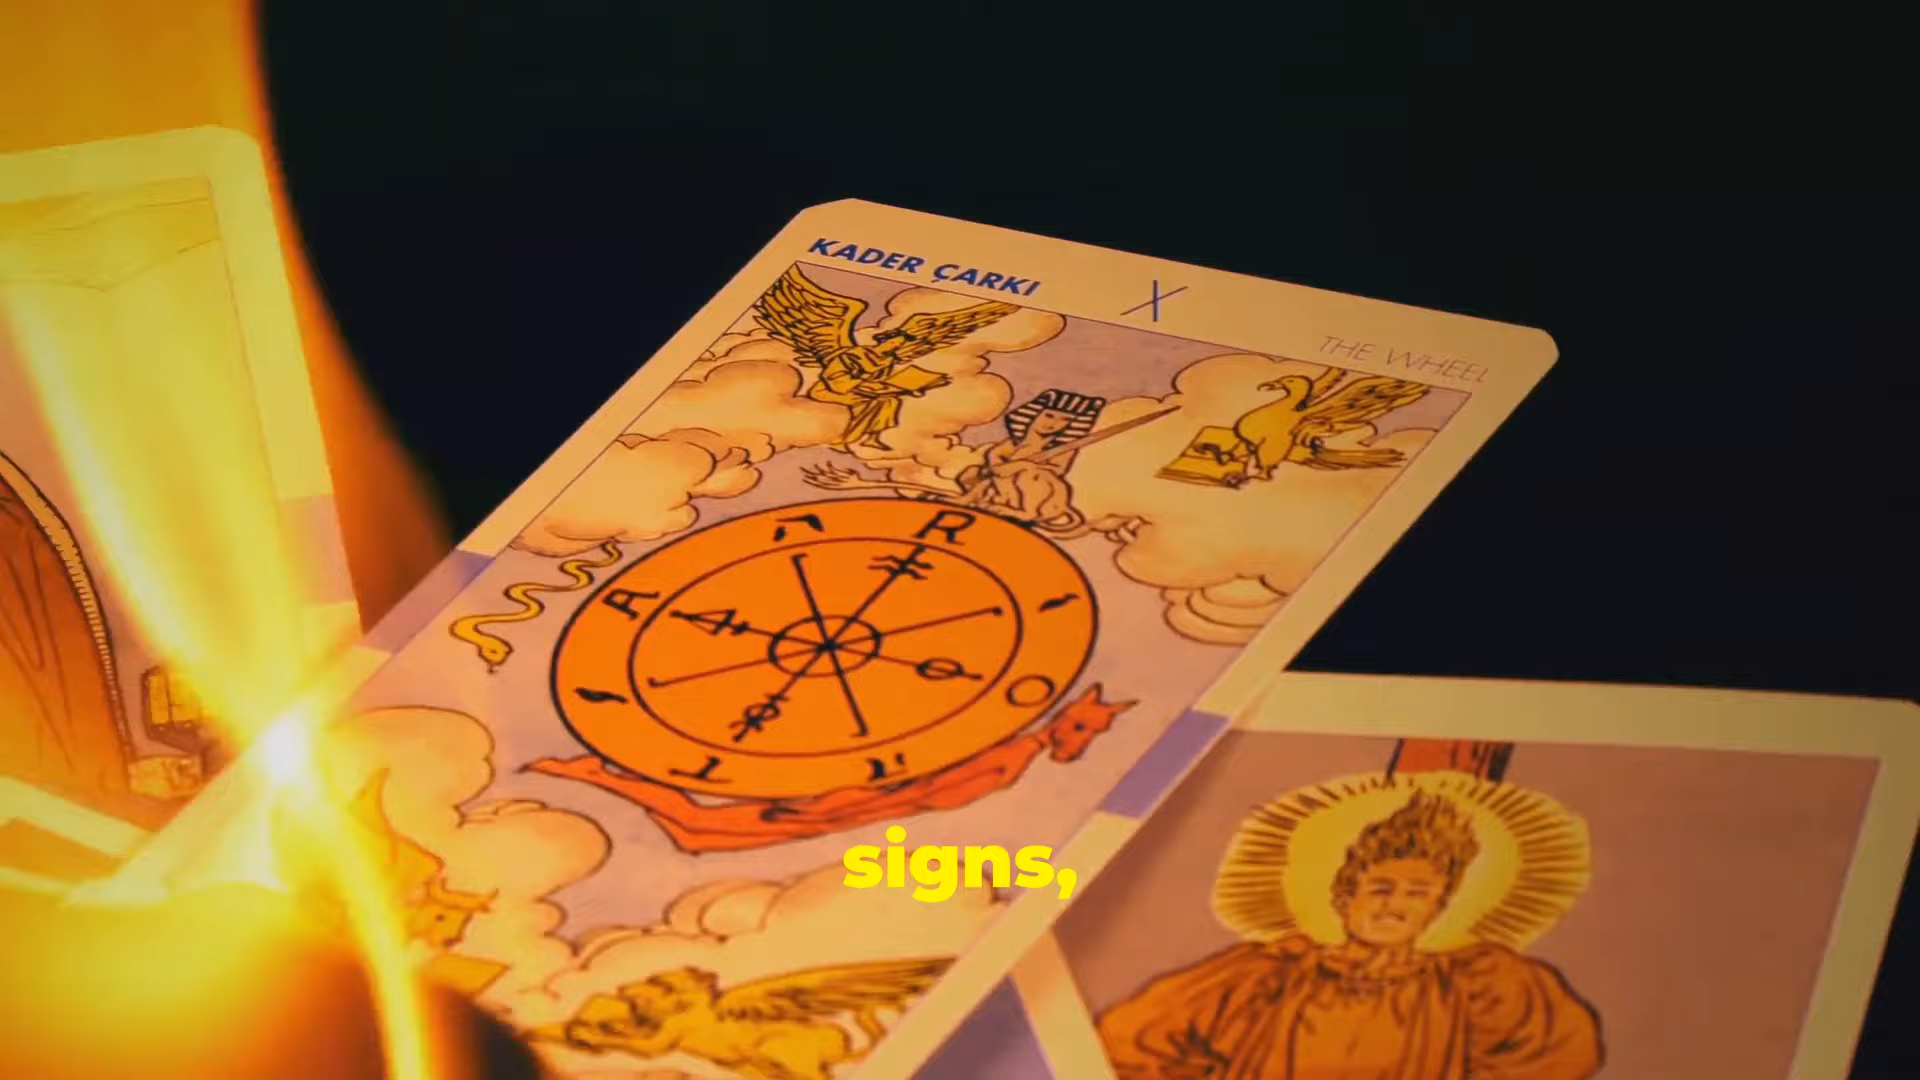 KADER ÇARKI
X
THE WHEEL
R
O
T
A
signs,